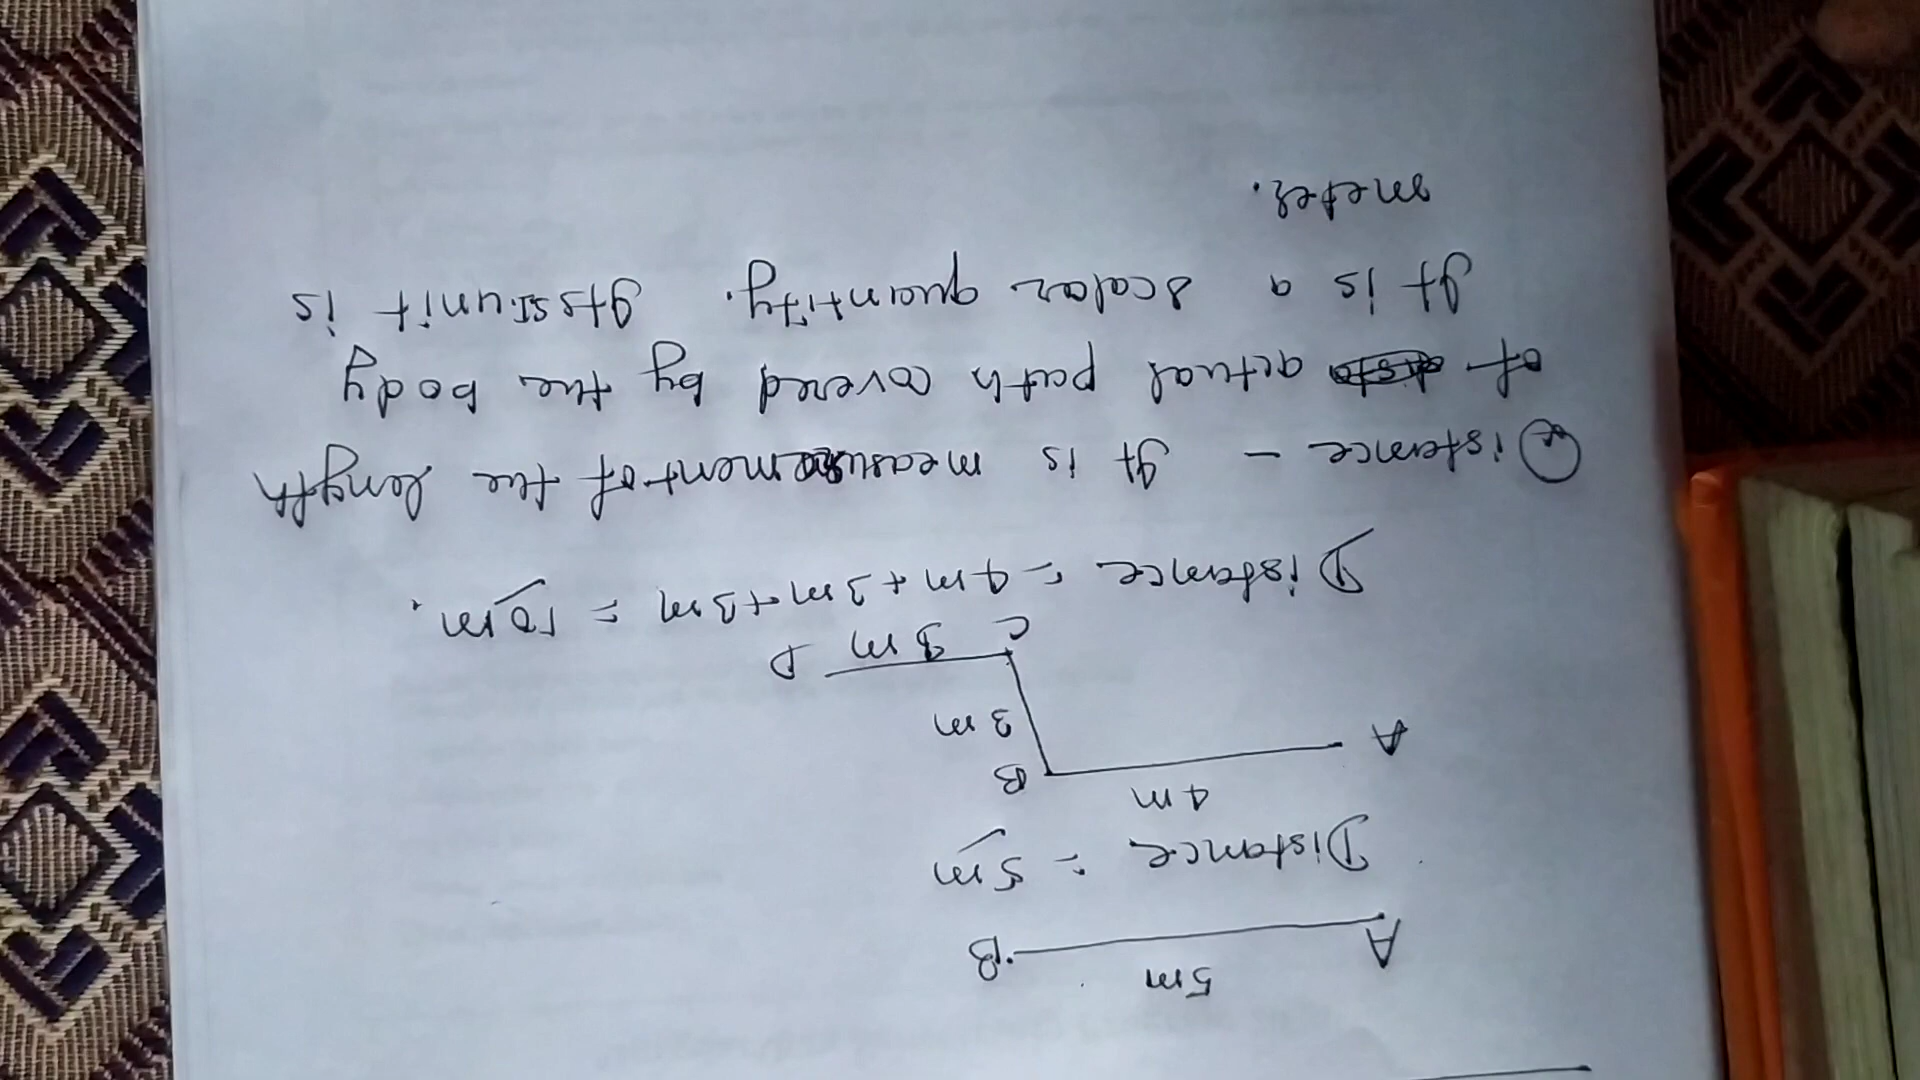 5m
A B
Distance = 5m
4m
B
A
3m
3m D
C
Distance = 4m+3m+3m = 10m.
Distance - It is measurement of the length
of actual path covered by the body
It is a scalar quantity. Its SI unit is
meter.